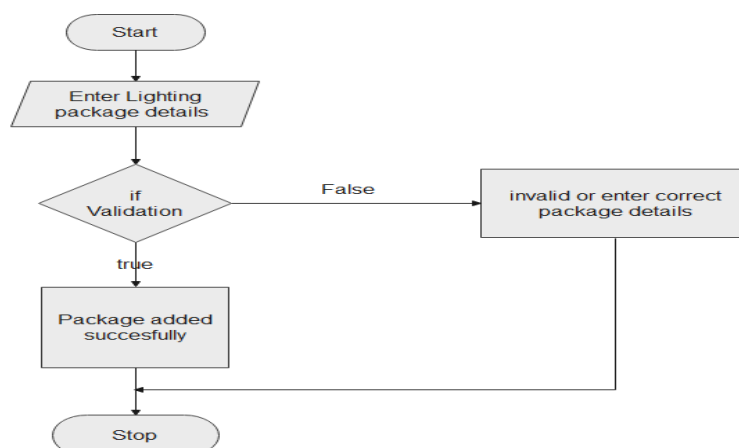 Start
Enter Lighting
package details
if
Validation
False
invalid or enter correct
package details
true
Package added
succesfully
Stop